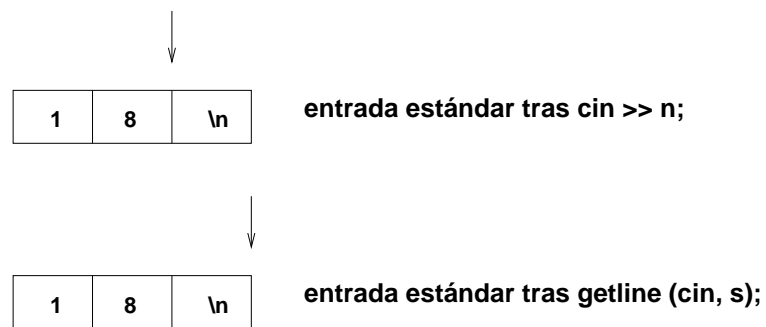 1 8 \n entrada estándar tras cin >> n;
1 8 \n entrada estándar tras getline (cin, s);